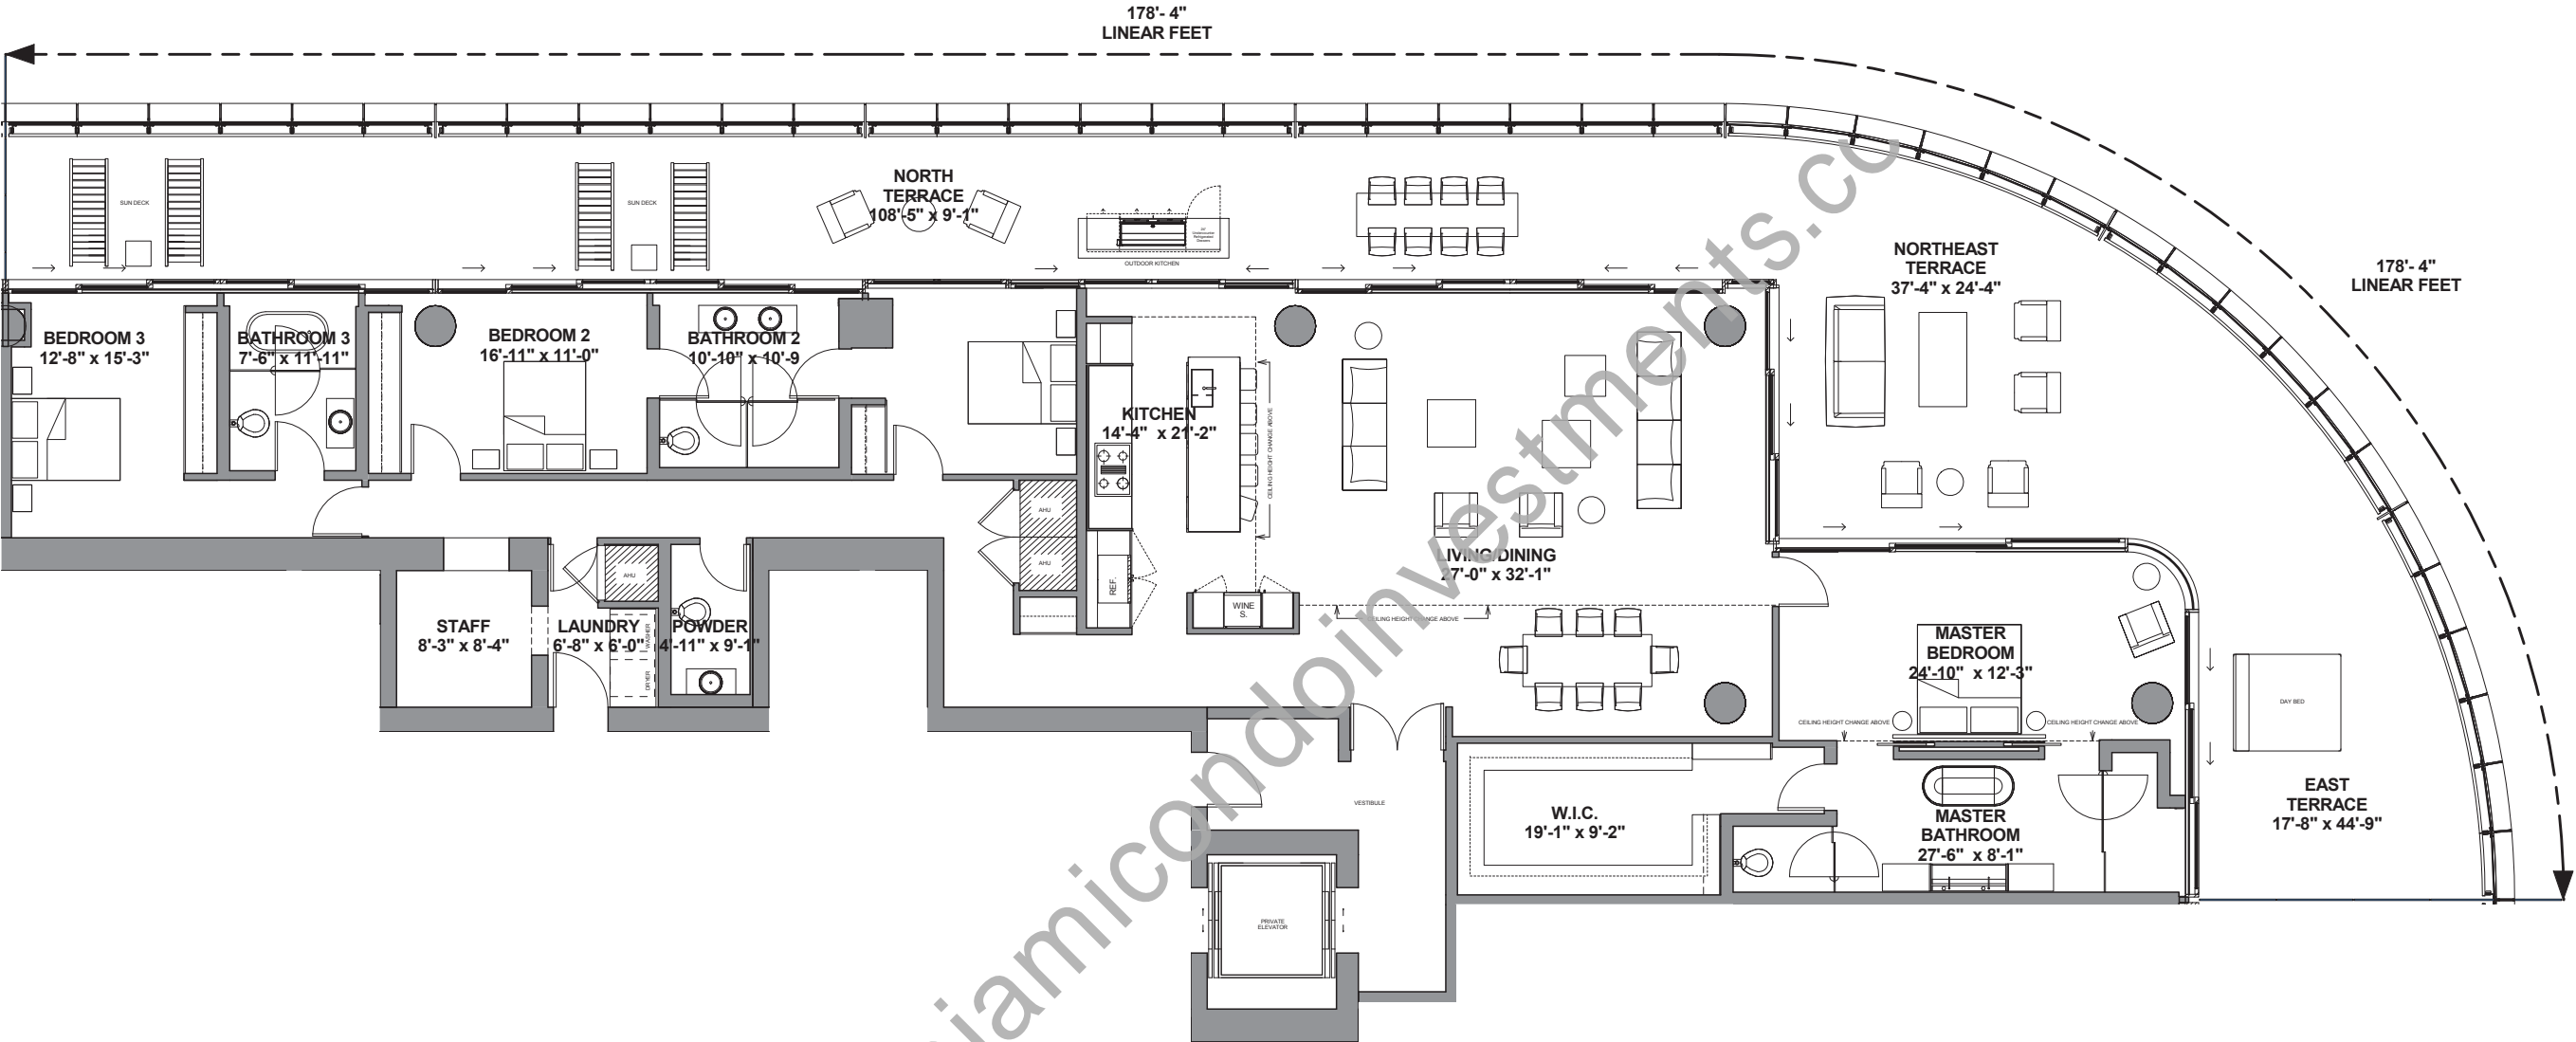 178'- 4"
LINEAR FEET
NORTH
TERRACE
108'-5" x 9'-1"
SUN DECK
SUN DECK
OUTDOOR KITCHEN
NORTHEAST
TERRACE
37'-4" x 24'-4"
178'- 4"
LINEAR FEET
BEDROOM 3
12'-8" x 15'-3"
BATHROOM 3
7'-6" x 11'-11"
BEDROOM 2
16'-11" x 11'-0"
BATHROOM 2
10'-10" x 10'-9
KITCHEN
14'-4" x 21'-2"
CEILING HEIGHT CHANGE ABOVE
AHU
AHU
REF.
WINE
S.
LIVING/DINING
27'-0" x 32'-1"
CEILING HEIGHT CHANGE ABOVE
STAFF
8'-3" x 8'-4"
AHU
LAUNDRY
6'-8" x 6'-0"
WASHER
DRYER
POWDER
4'-11" x 9'-1"
MASTER
BEDROOM
24'-10" x 12'-3"
CEILING HEIGHT CHANGE ABOVE
CEILING HEIGHT CHANGE ABOVE
DAY BED
EAST
TERRACE
17'-8" x 44'-9"
VESTIBULE
W.I.C.
19'-1" x 9'-2"
MASTER
BATHROOM
27'-6" x 8'-1"
PRIVATE
ELEVATOR
miamicondoinvestments.co